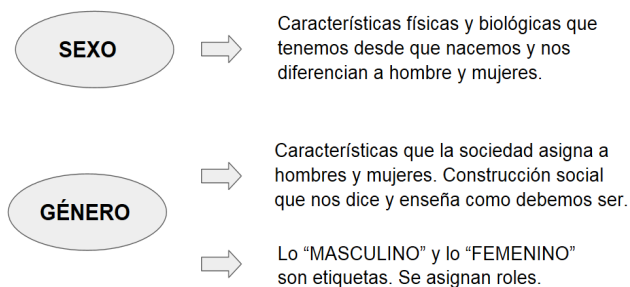 SEXO
Características físicas y biológicas que
tenemos desde que nacemos y nos
diferencian a hombre y mujeres.
GÉNERO
Características que la sociedad asigna a
hombres y mujeres. Construcción social
que nos dice y enseña como debemos ser.
Lo “MASCULINO” y lo “FEMENINO”
son etiquetas. Se asignan roles.